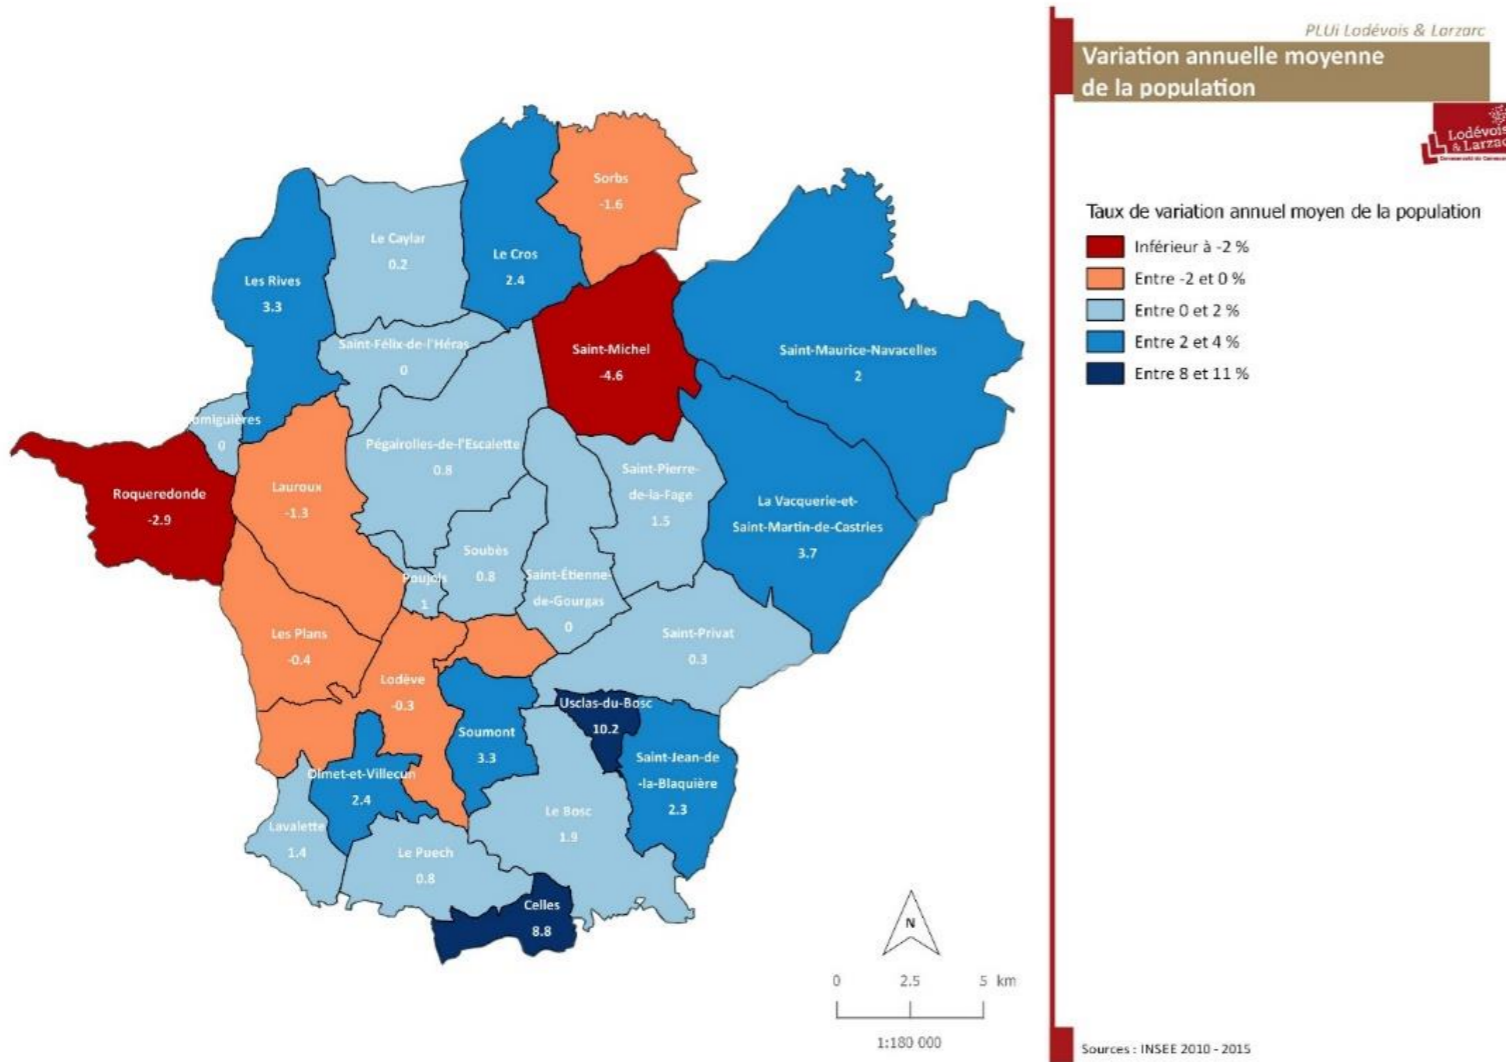 PLUi Lodévois & Larzarc
Variation annuelle moyenne
de la population
Lodévois
& Larzac
Taux de variation annuel moyen de la population
Inférieur à -2 %
Entre -2 et 0 %
Entre 0 et 2 %
Entre 2 et 4 %
Entre 8 et 11 %
Sorbs
-1.6
Le Caylar
0.2
Le Cros
2.4
Les Rives
3.3
Saint-Félix-de-l'Héras
0
Saint-Michel
-4.6
Saint-Maurice-Navacelles
2
omiguières
0
Pégairolles-de-l'Escalette
0.8
Roqueredonde
-2.9
Lauroux
-1.3
Saint-Pierre-
de-la-Fage
1.5
La Vacquerie-et-
Saint-Martin-de-Castries
3.7
Soubès
0.8
Poujols
1
Saint-Étienne-
de-Gourgas
0
Les Plans
-0.4
Saint-Privat
0.3
Lodève
-0.3
Usclas-du-Bosc
10.2
Soumont
3.3
Saint-Jean-de
-la-Blaquière
2.3
Olmet-et-Villecun
2.4
Le Bosc
1.9
Lavalette
1.4
Le Puech
0.8
Celles
8.8
N
0 2.5 5 km
1:180 000
Sources : INSEE 2010 - 2015